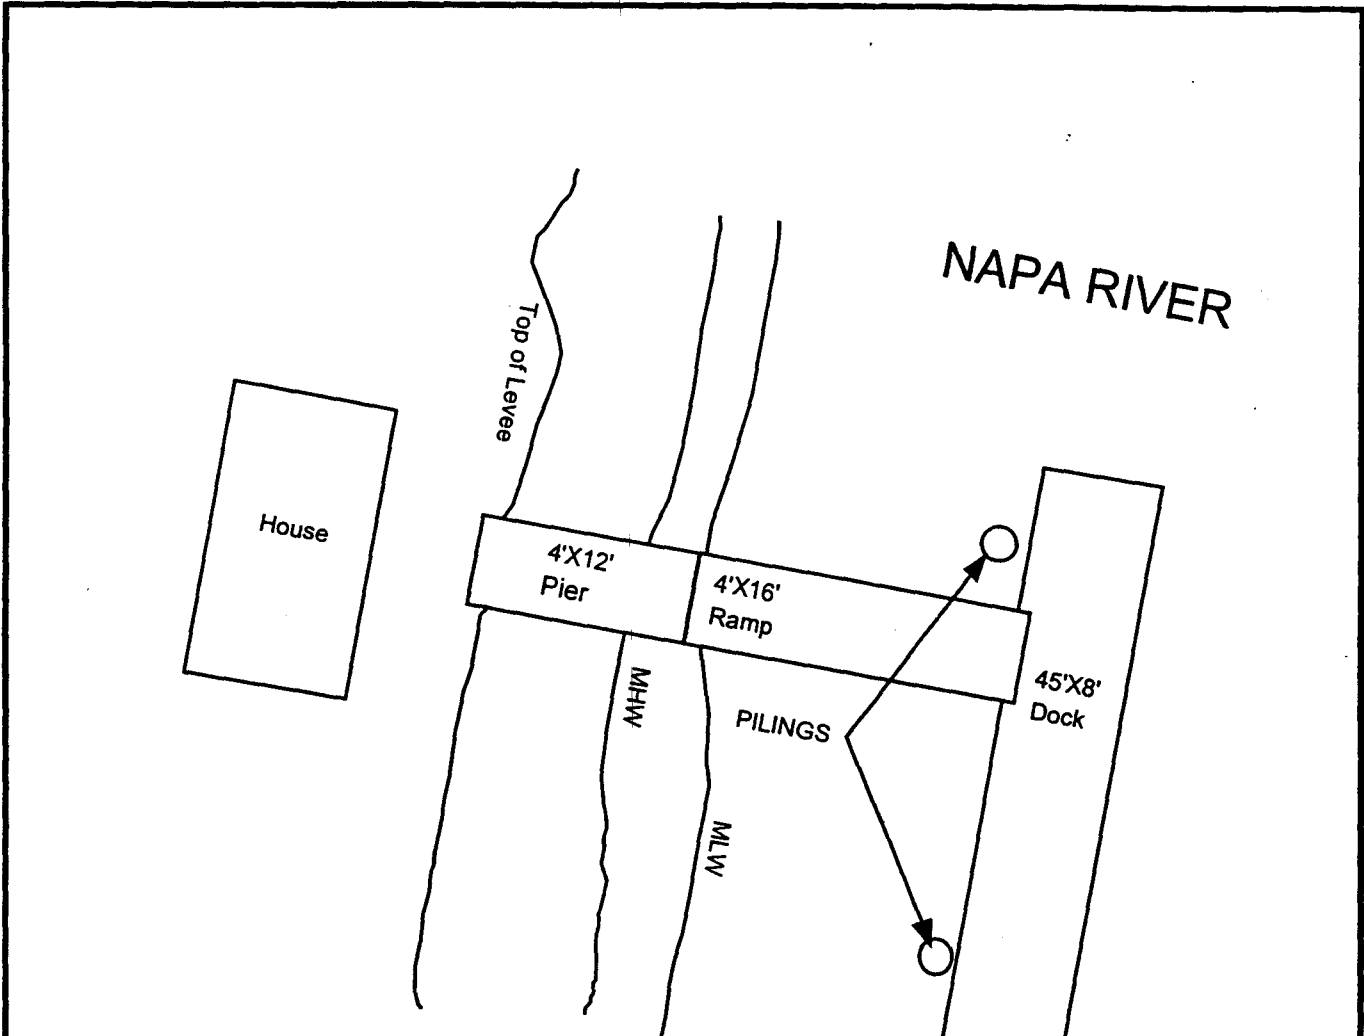 NAPA RIVER
Top of Levee
House
4'X12'
Pier
4'X16'
Ramp
45'X8'
Dock
MHW
PILINGS
MLW